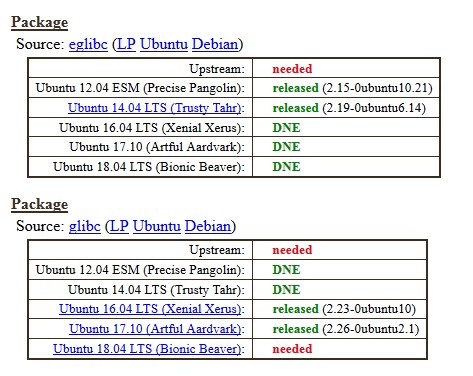 Package
Source: eglibc (LP Ubuntu Debian)
Upstream: needed
Ubuntu 12.04 ESM (Precise Pangolin): released (2.15-0ubuntu10.21)
Ubuntu 14.04 LTS (Trusty Tahr): released (2.19-0ubuntu6.14)
Ubuntu 16.04 LTS (Xenial Xerus): DNE
Ubuntu 17.10 (Artful Aardvark): DNE
Ubuntu 18.04 LTS (Bionic Beaver): DNE
Package
Source: glibc (LP Ubuntu Debian)
Upstream: needed
Ubuntu 12.04 ESM (Precise Pangolin): DNE
Ubuntu 14.04 LTS (Trusty Tahr): DNE
Ubuntu 16.04 LTS (Xenial Xerus): released (2.23-0ubuntu10)
Ubuntu 17.10 (Artful Aardvark): released (2.26-0ubuntu2.1)
Ubuntu 18.04 LTS (Bionic Beaver): needed